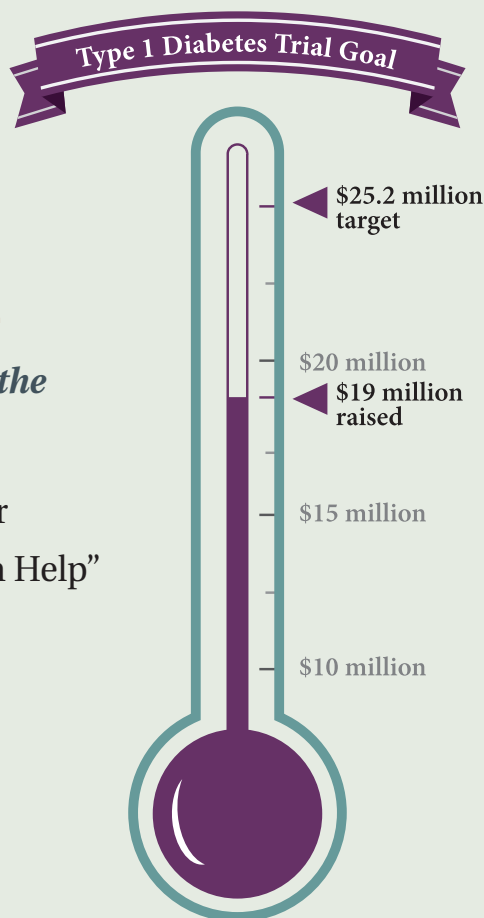 Type 1 Diabetes Trial Goal
$25.2 million
target
$20 million
the
$19 million
raised
r
$15 million
n Help”
$10 million